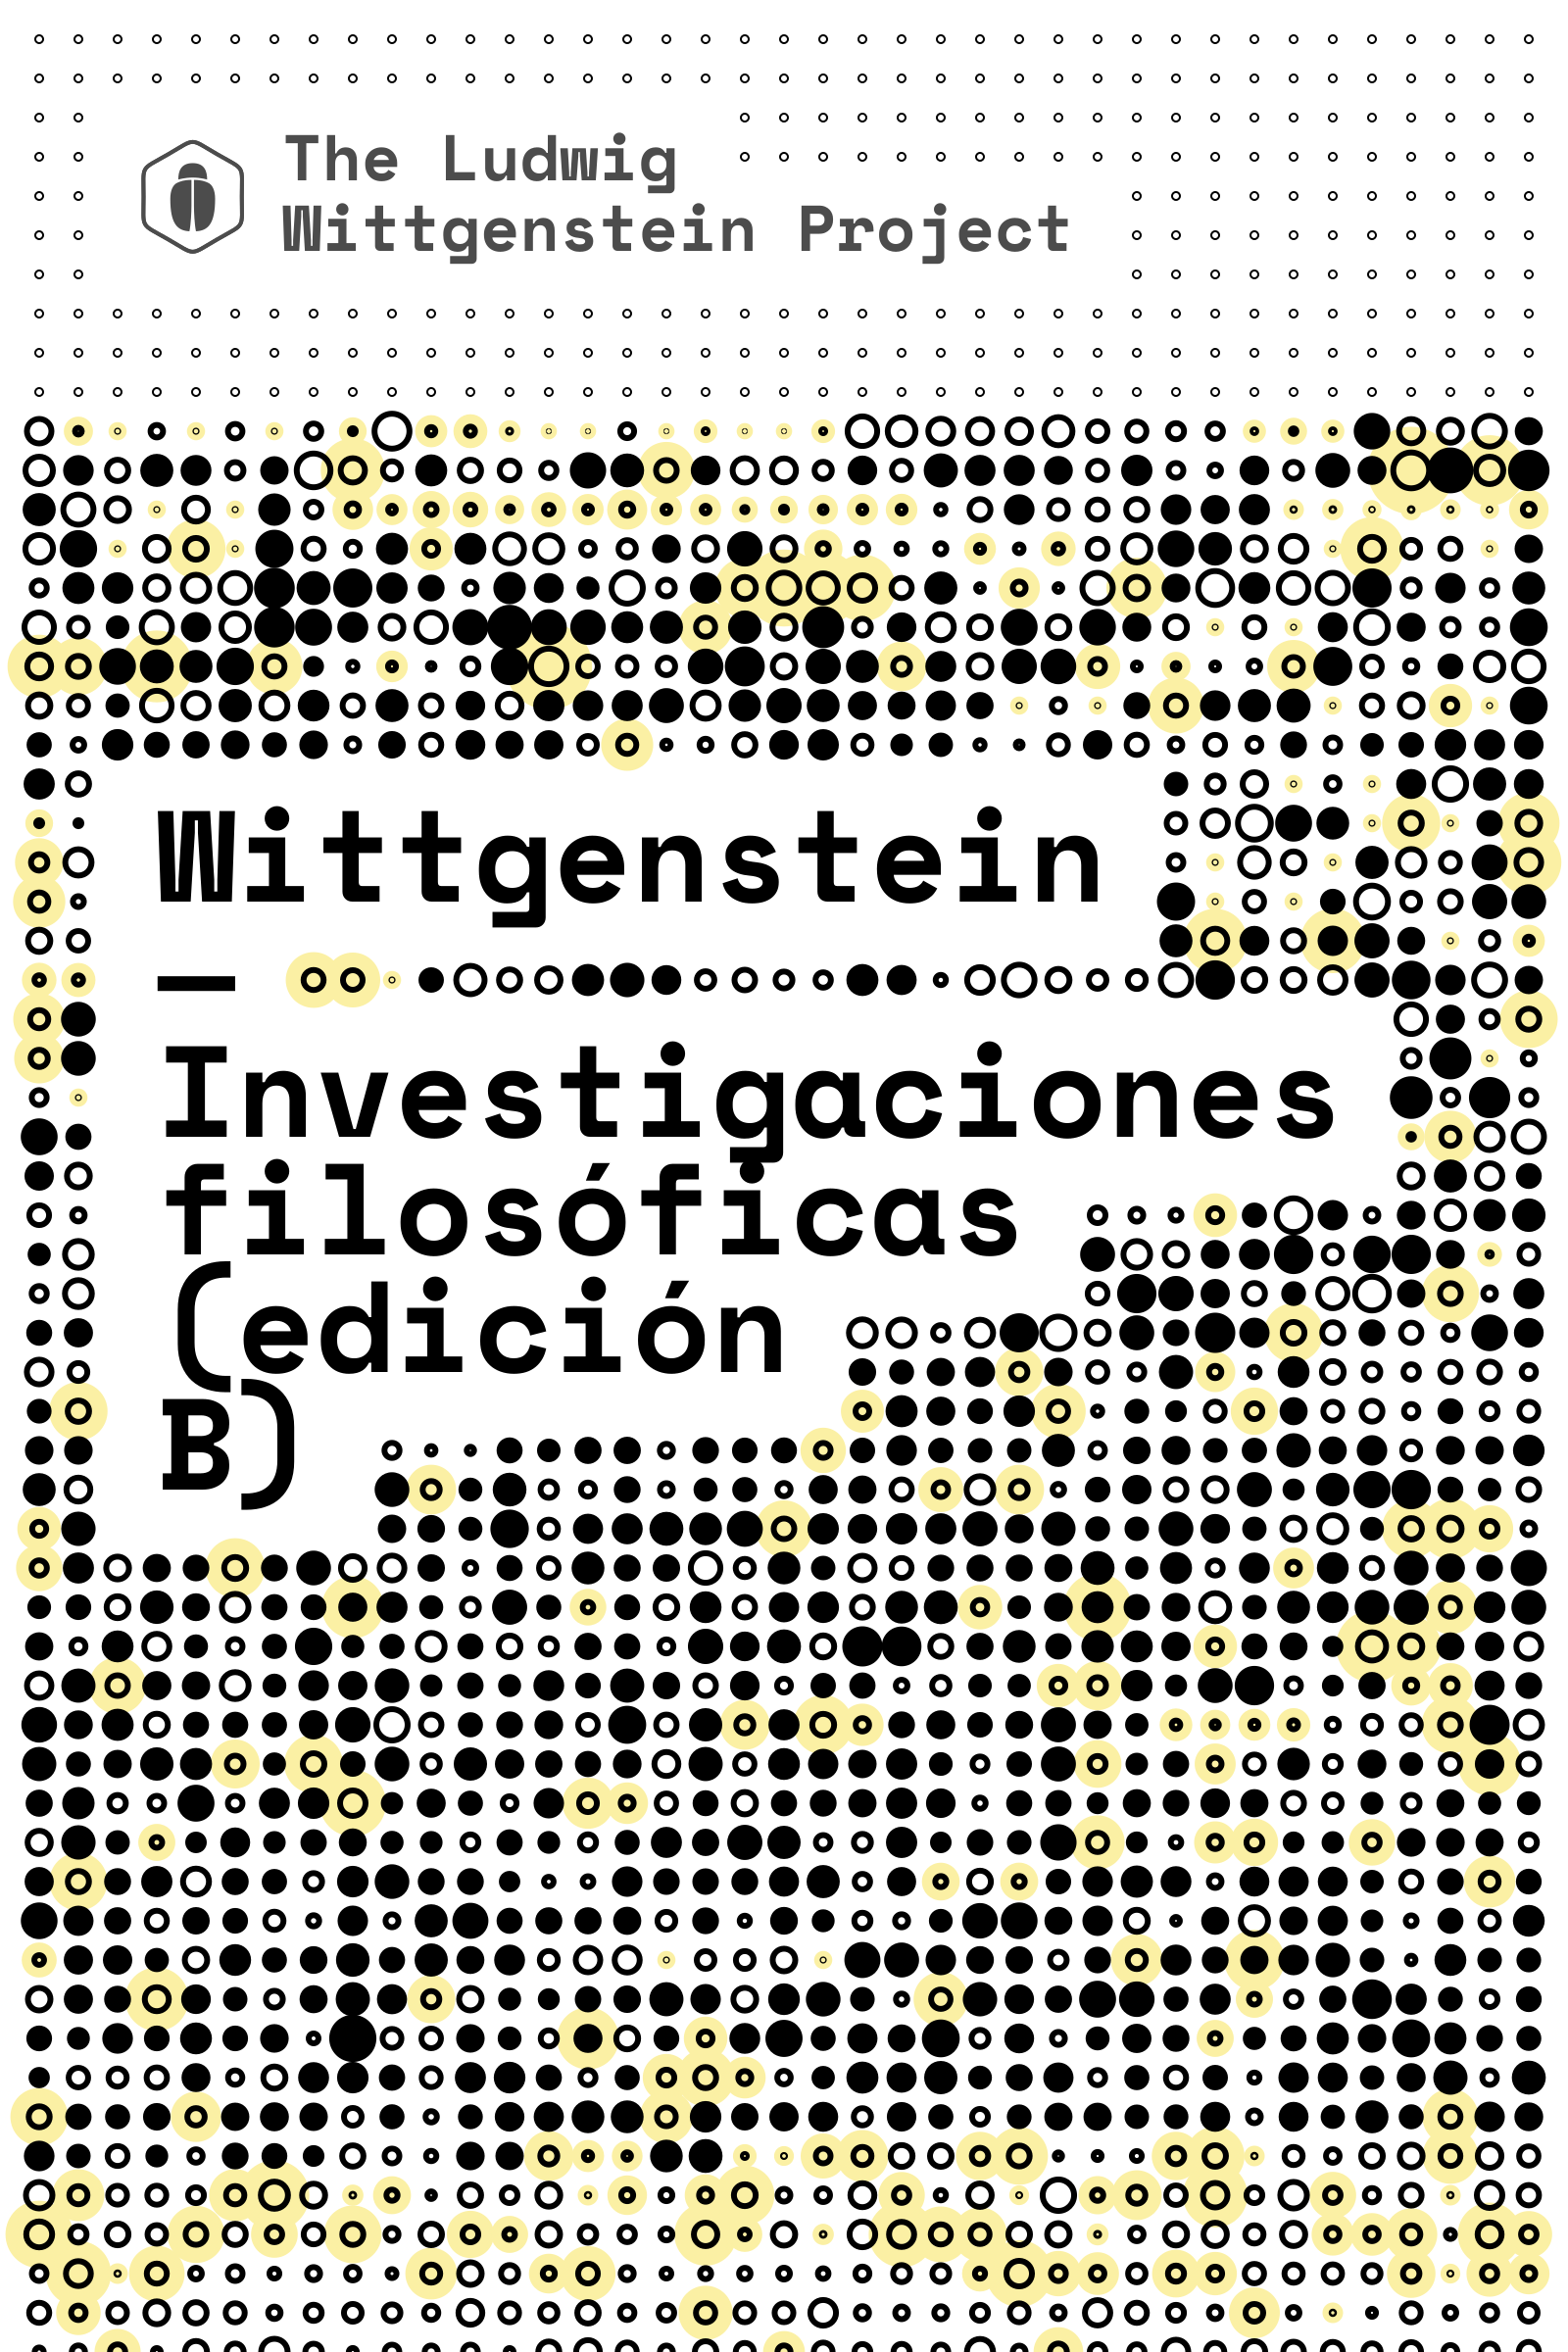 The Ludwig
Wittgenstein Project
Wittgenstein
—
Investigaciones
filosóficas
(edición
B)